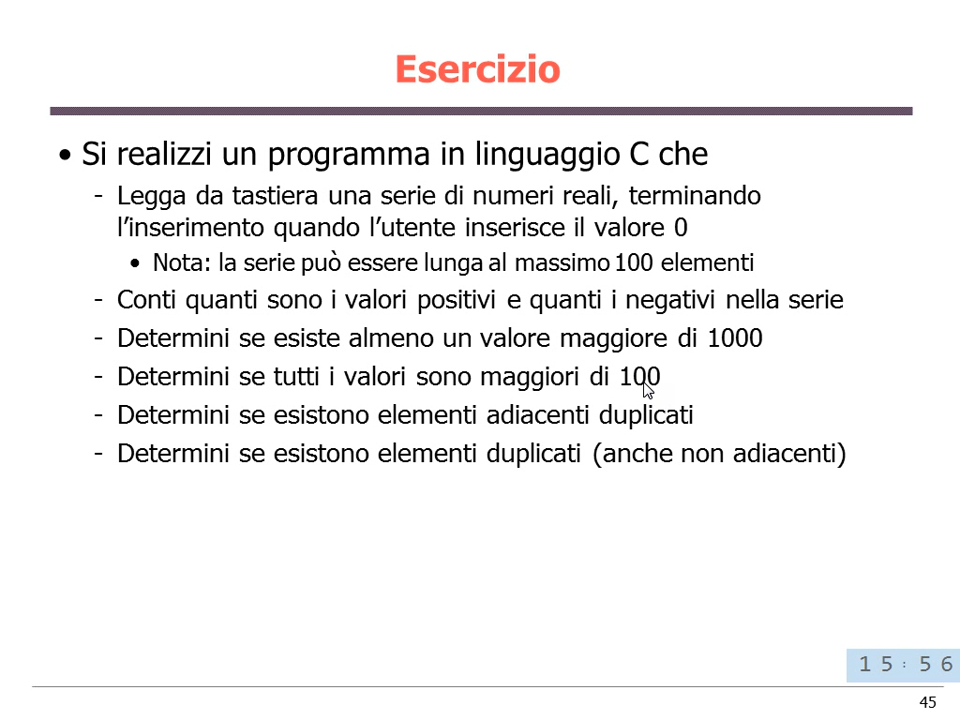 Esercizio
• Si realizzi un programma in linguaggio C che
- Legga da tastiera una serie di numeri reali, terminando
l’inserimento quando l’utente inserisce il valore 0
• Nota: la serie può essere lunga al massimo 100 elementi
- Conti quanti sono i valori positivi e quanti i negativi nella serie
- Determini se esiste almeno un valore maggiore di 1000
- Determini se tutti i valori sono maggiori di 100
- Determini se esistono elementi adiacenti duplicati
- Determini se esistono elementi duplicati (anche non adiacenti)
15:56
45